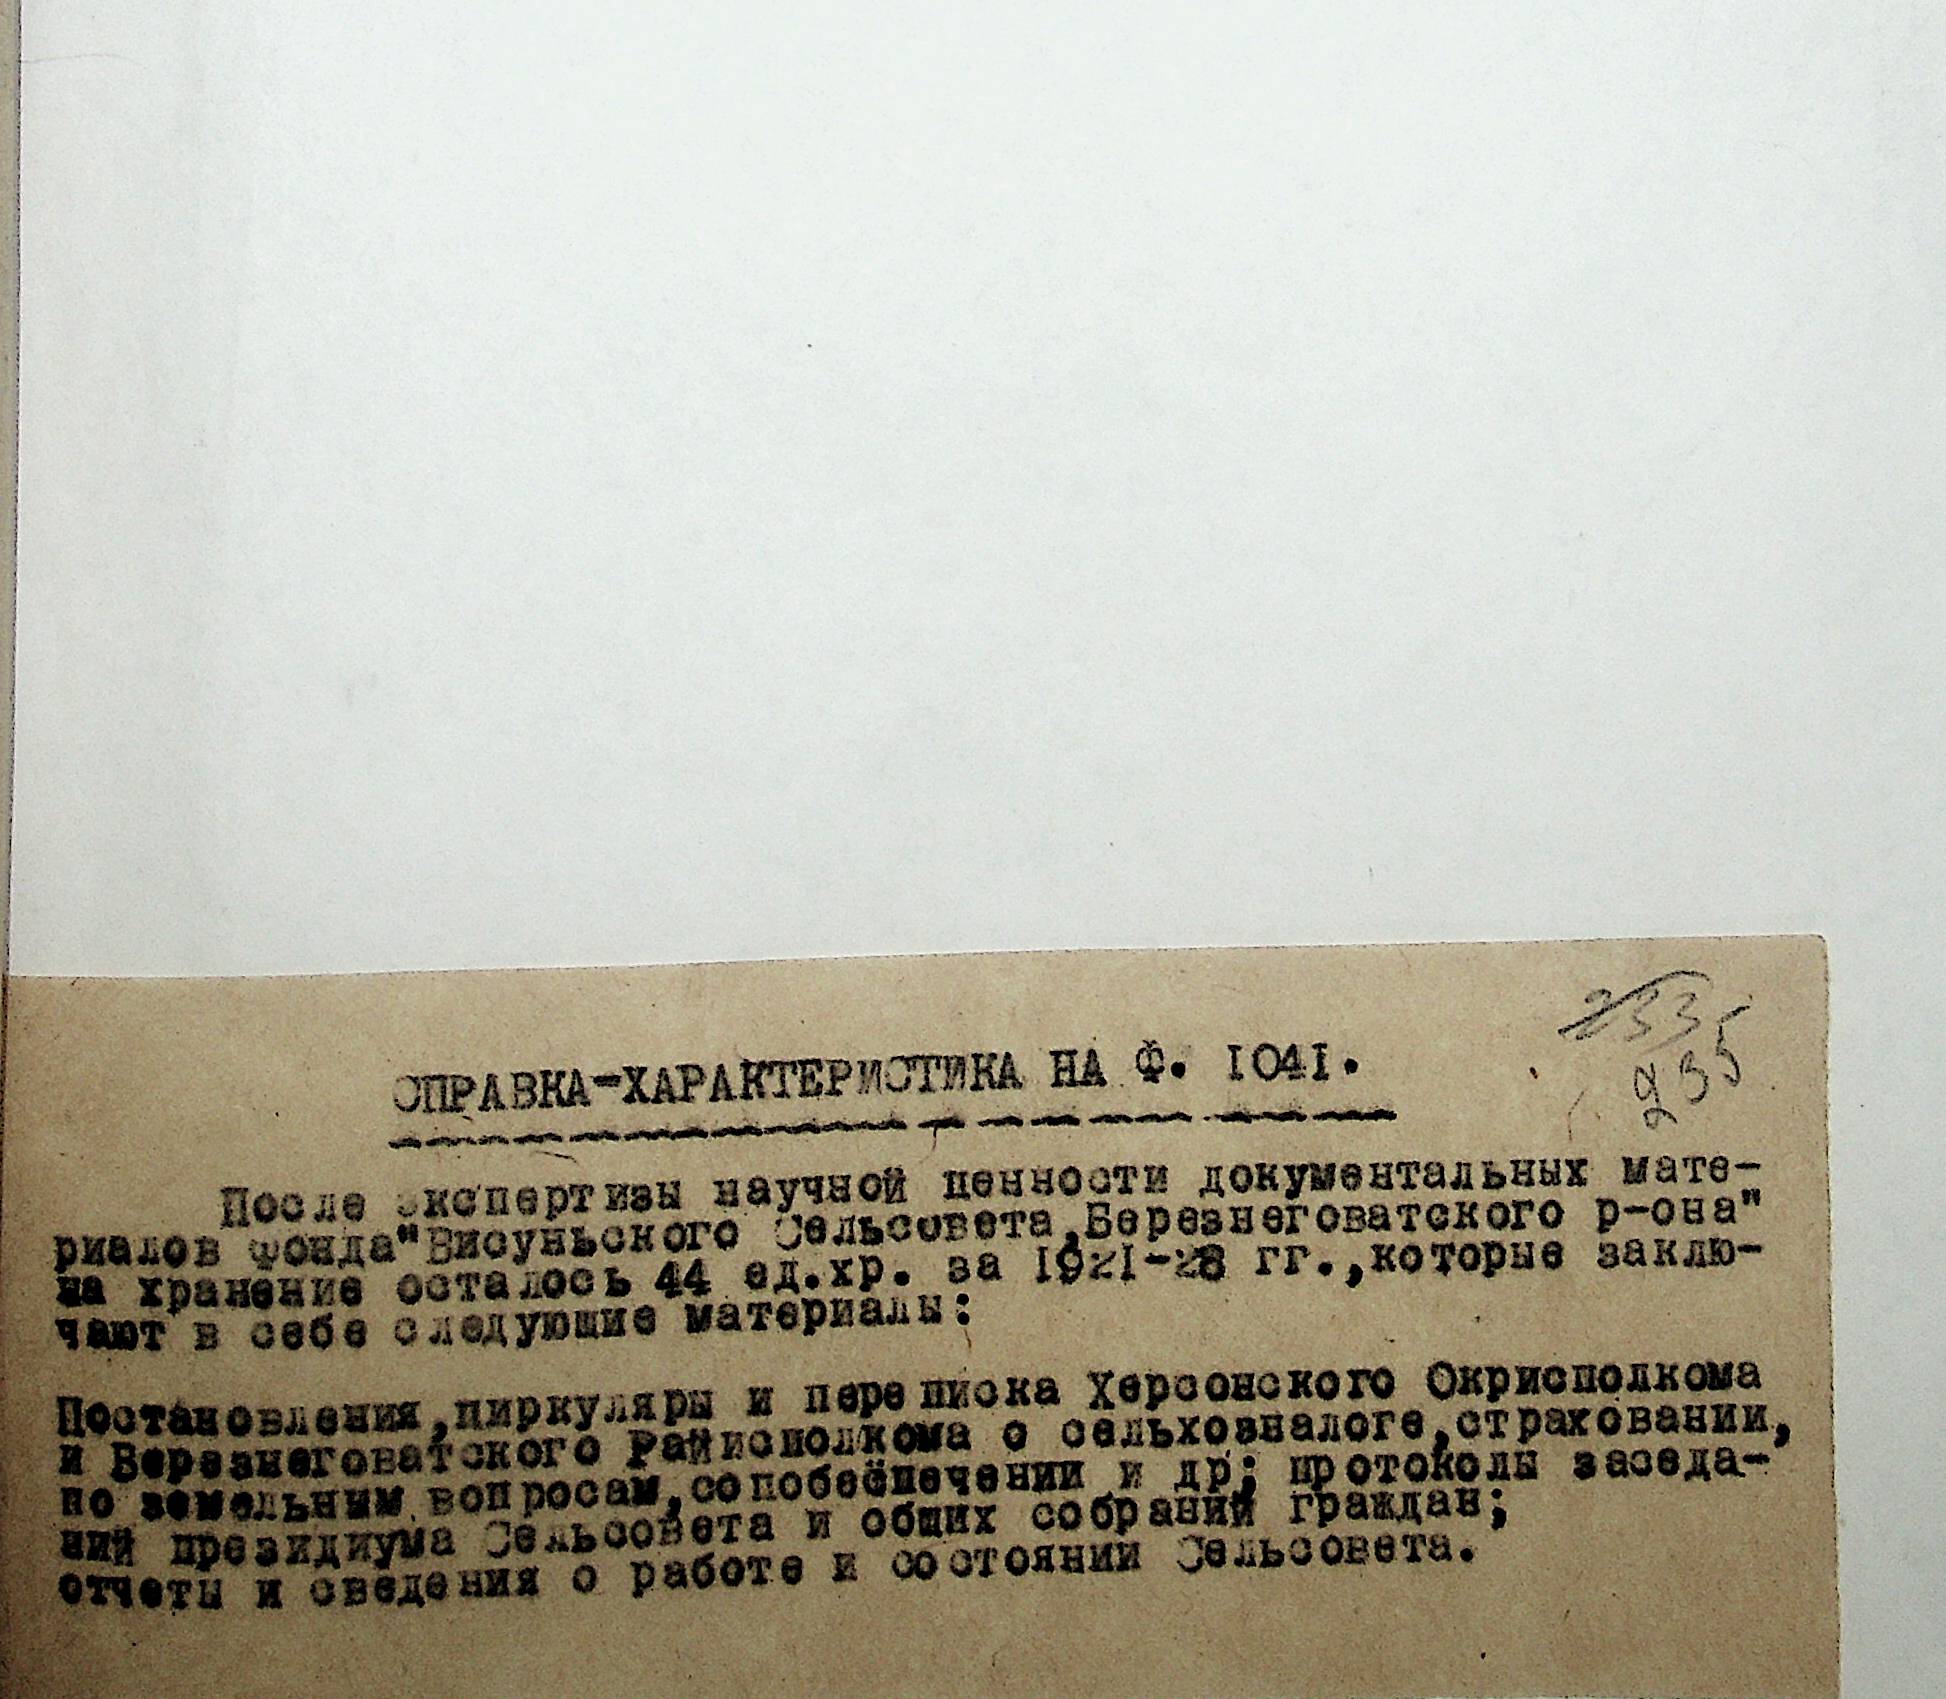 233
235
СПРАВКА-ХАРАКТЕРИСТИКА НА Ф. 1041.
После экспертизы научной ценности документальных мате-
риалов фонда"Висуньского Сельсовета,Березнеговатского р-она"
на хранение осталось 44 ед.хр. за 1921-28 гг.,которые заклю-
чают в себе следующие материалы:
Постановления,циркуляры и переписка Херсонского Окрисполкома
и Березнеговатского Райисполкома о сельхозналоге,страховании,
по земельным вопросам,сопобеспечении и др; протоколы заседа-
ний президиума Сельсовета и общих собраний граждан;
отчеты и сведения о работе и состоянии Сельсовета.